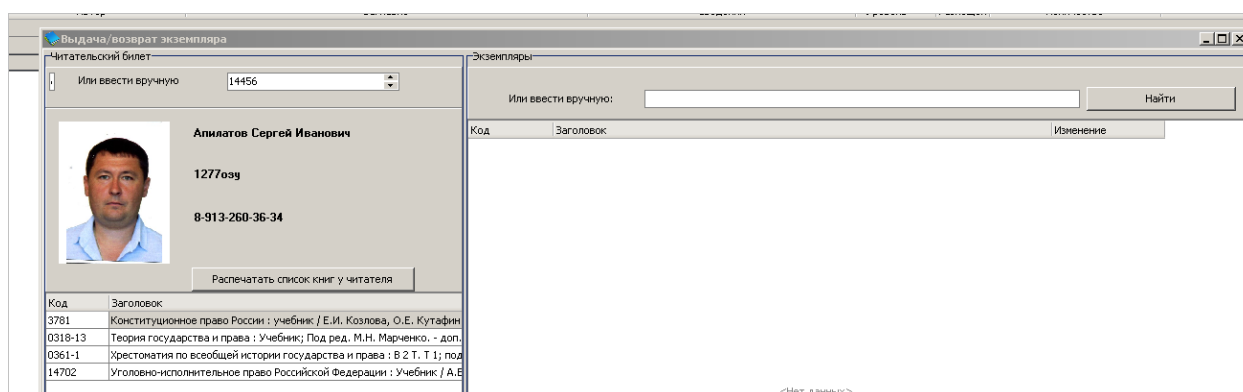 Выдача/возврат экземпляра
Читательский билет
Или ввести вручную 14456
Апилатов Сергей Иванович
1277озу
8-913-260-36-34
Распечатать список книг у читателя
Код Заголовок
3781 Конституционное право России : учебник / Е.И. Козлова, О.Е. Кутафин
0318-13 Теория государства и права : Учебник; Под ред. М.Н. Марченко. - доп.
0361-1 Хрестоматия по всеобщей истории государства и права : В 2 Т. Т 1; под
14702 Уголовно-исполнительное право Российской Федерации : Учебник / А.Е
Экземпляры
Или ввести вручную: Найти
Код Заголовок Изменение
<Нет данных>